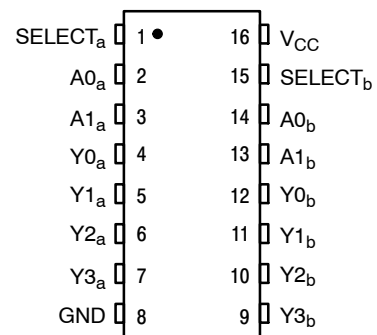 SELECTa 1 16 VCC
A0a 2 15 SELECTb
A1a 3 14 A0b
Y0a 4 13 A1b
Y1a 5 12 Y0b
Y2a 6 11 Y1b
Y3a 7 10 Y2b
GND 8 9 Y3b